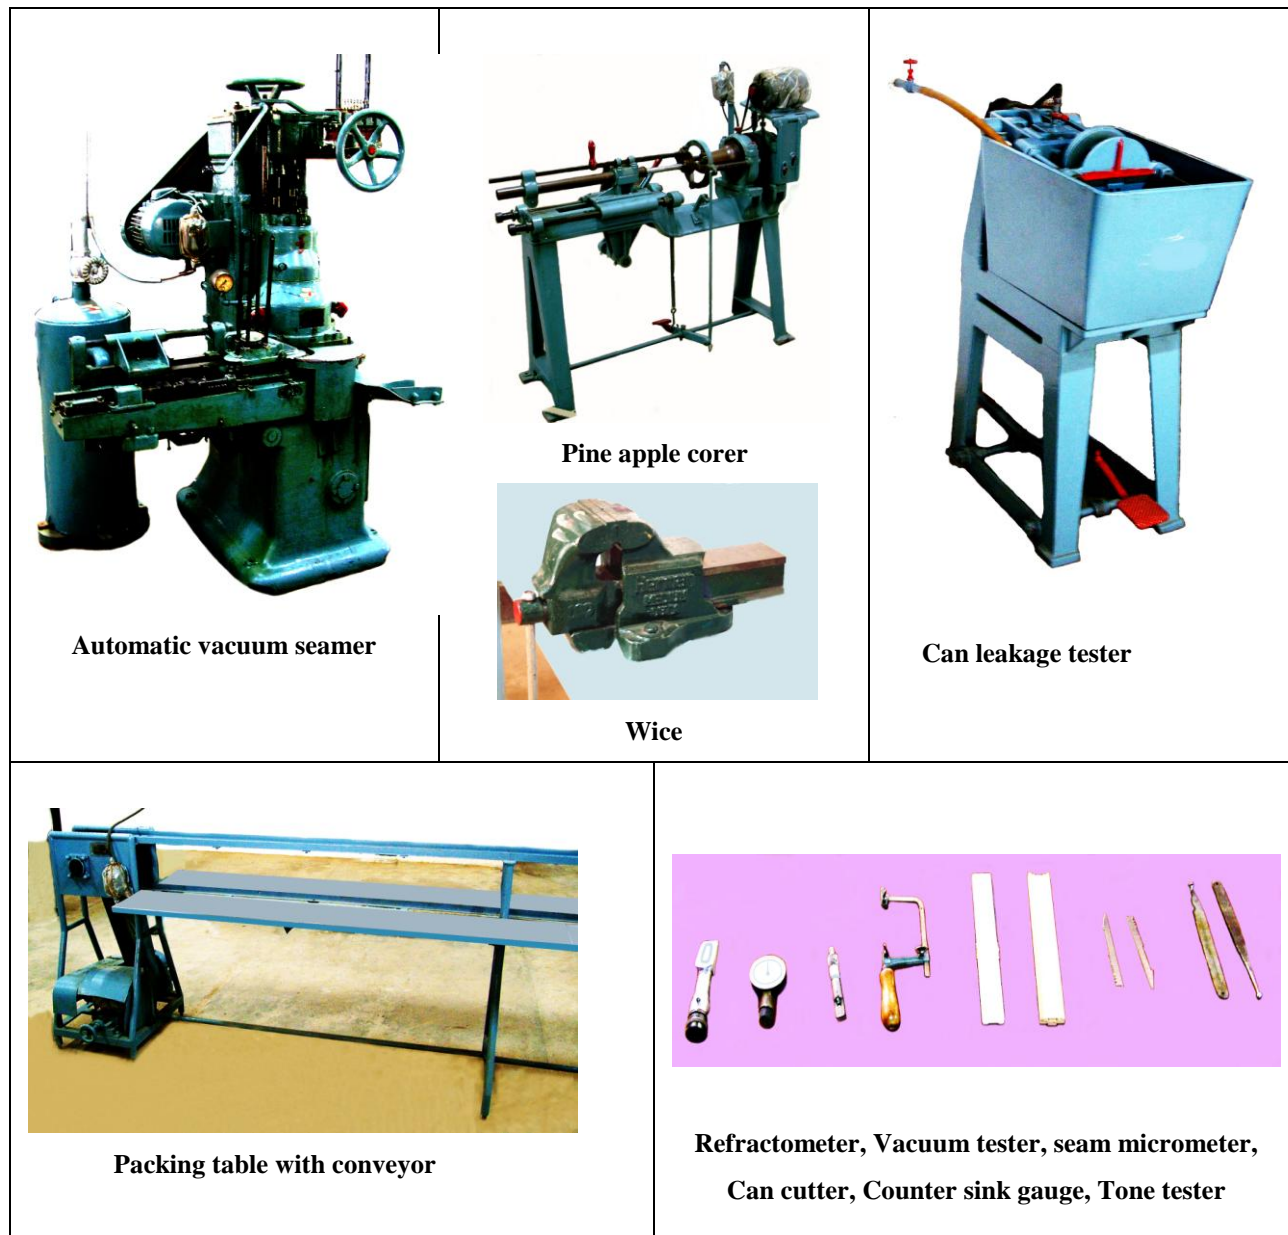 Automatic vacuum seamer
Pine apple corer
Wice
Can leakage tester
Packing table with conveyor
Refractometer, Vacuum tester, seam micrometer,
Can cutter, Counter sink gauge, Tone tester